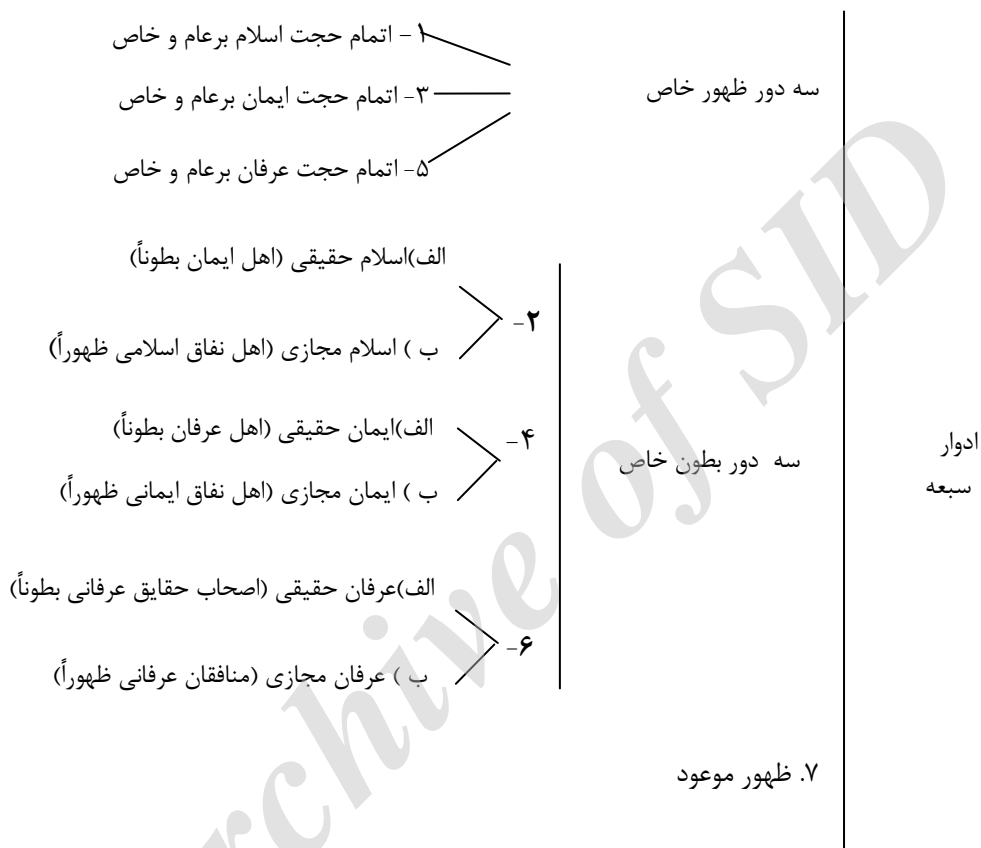 ادوار
سبعه
سه دور ظهور خاص
۱ - اتمام حجت اسلام برعام و خاص
۳- اتمام حجت ایمان برعام و خاص
۵- اتمام حجت عرفان برعام و خاص
سه دور بطون خاص
۲-
الف)اسلام حقیقی (اهل ایمان بطوناً)
ب ) اسلام مجازی (اهل نفاق اسلامی ظهوراً)
۴-
الف)ایمان حقیقی (اهل عرفان بطوناً)
ب ) ایمان مجازی (اهل نفاق ایمانی ظهوراً)
۶-
الف)عرفان حقیقی (اصحاب حقایق عرفانی بطوناً)
ب ) عرفان مجازی (منافقان عرفانی ظهوراً)
۷. ظهور موعود
rchive of SID